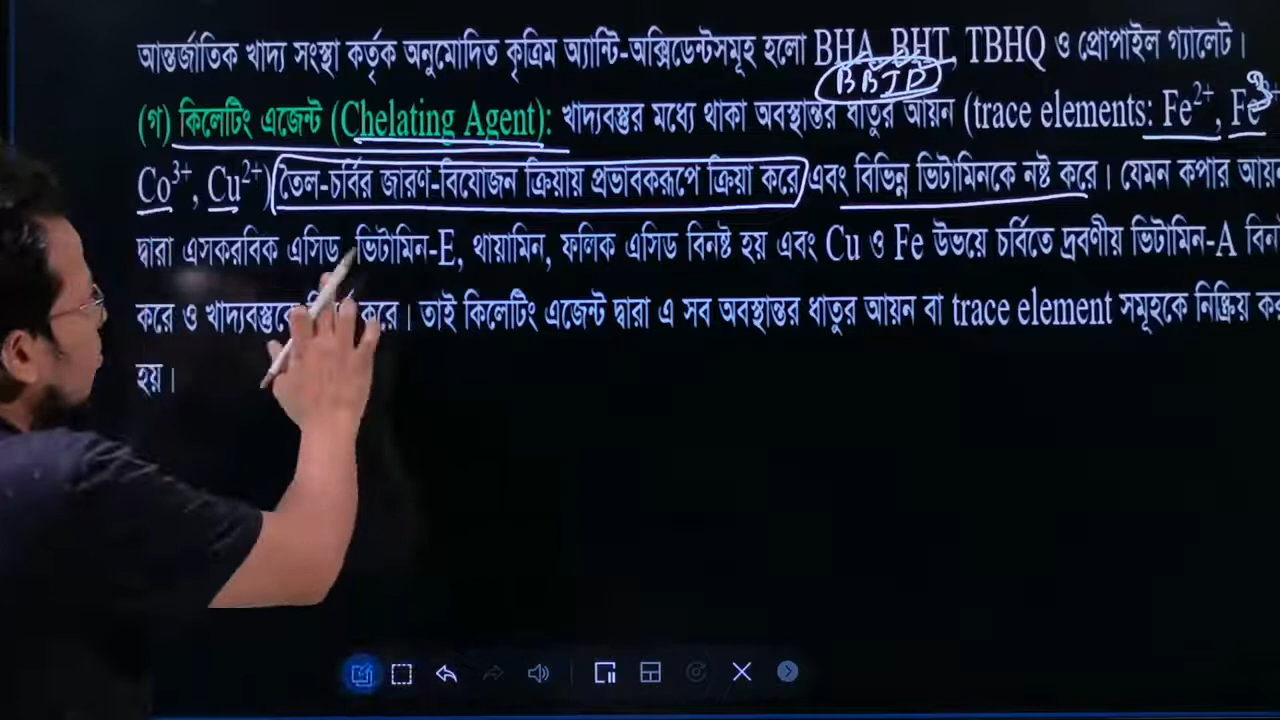 আন্তর্জাতিক খাদ্য সংস্থা কর্তৃক অনুমোদিত কৃত্রিম অ্যান্টি-অক্সিডেন্টসমূহ হলো BHA, BHT, TBHQ ও প্রোপাইল গ্যালেট।
BBTP
(গ) কিলেটিং এজেন্ট (Chelating Agent): খাদ্যবস্তুর মধ্যে থাকা অবস্থান্তর ধাতুর আয়ন (trace elements: Fe²⁺, Fe³⁺
Co³⁺, Cu²⁺) তৈল-চর্বির জারণ-বিযোজন ক্রিয়ায় প্রভাবকরূপে ক্রিয়া করে এবং বিভিন্ন ভিটামিনকে নষ্ট করে। যেমন কপার আয়ন
দ্বারা এসকরবিক এসিড ভিটামিন-E, থায়ামিন, ফলিক এসিড বিনষ্ট হয় এবং Cu ও Fe উভয়ে চর্বিতে দ্রবণীয় ভিটামিন-A
করে ও খাদ্যবস্তুকে করে। তাই কিলেটিং এজেন্ট দ্বারা এ সব অবস্থান্তর ধাতুর আয়ন বা trace element সমূহকে নিষ্ক্রিয়
হয়।